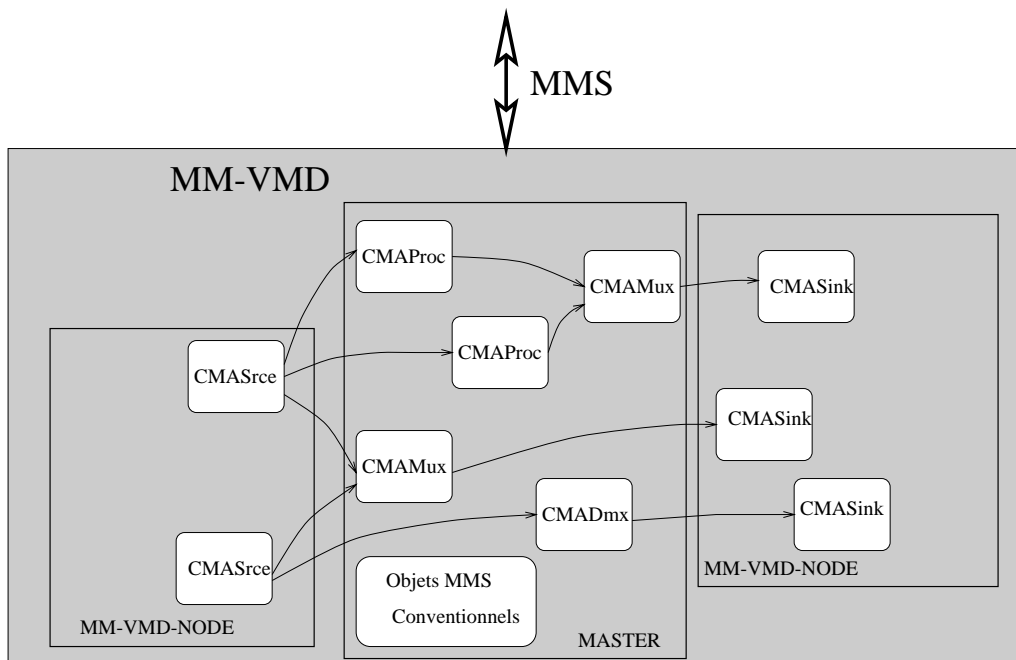 MMS
MM-VMD
CMAProc
CMAMux
CMASink
CMASrce
CMAProc
CMASink
CMAMux
CMADmx
CMASink
CMASrce
MM-VMD-NODE
Objets MMS
Conventionnels
MM-VMD-NODE
MASTER